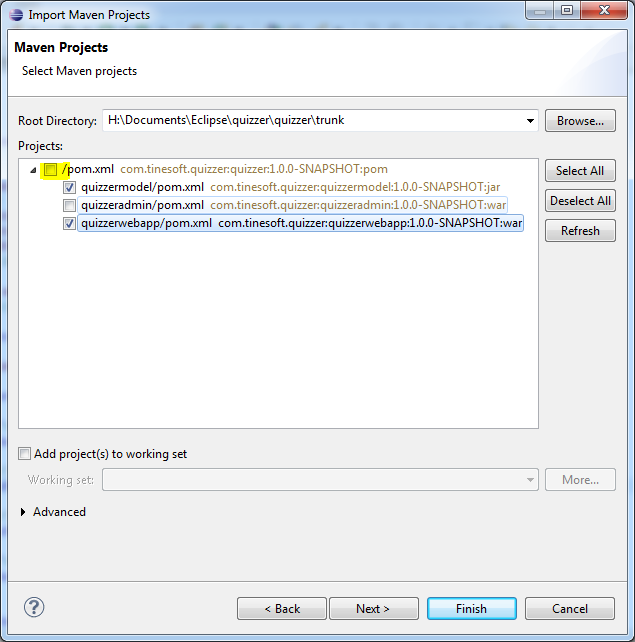 Import Maven Projects
Maven Projects
Select Maven projects
Root Directory: H:\Documents\Eclipse\quizzer\quizzer\trunk Browse...
Projects:
/pom.xml com.tinesoft.quizzer:quizzer:1.0.0-SNAPSHOT:pom Select All
quizzermodel/pom.xml com.tinesoft.quizzer:quizzermodel:1.0.0-SNAPSHOT:jar
quizzeradmin/pom.xml com.tinesoft.quizzer:quizzeradmin:1.0.0-SNAPSHOT:war Deselect All
quizzerwebapp/pom.xml com.tinesoft.quizzer:quizzerwebapp:1.0.0-SNAPSHOT:war
Refresh
Add project(s) to working set
Working set: More...
Advanced
? < Back Next > Finish Cancel